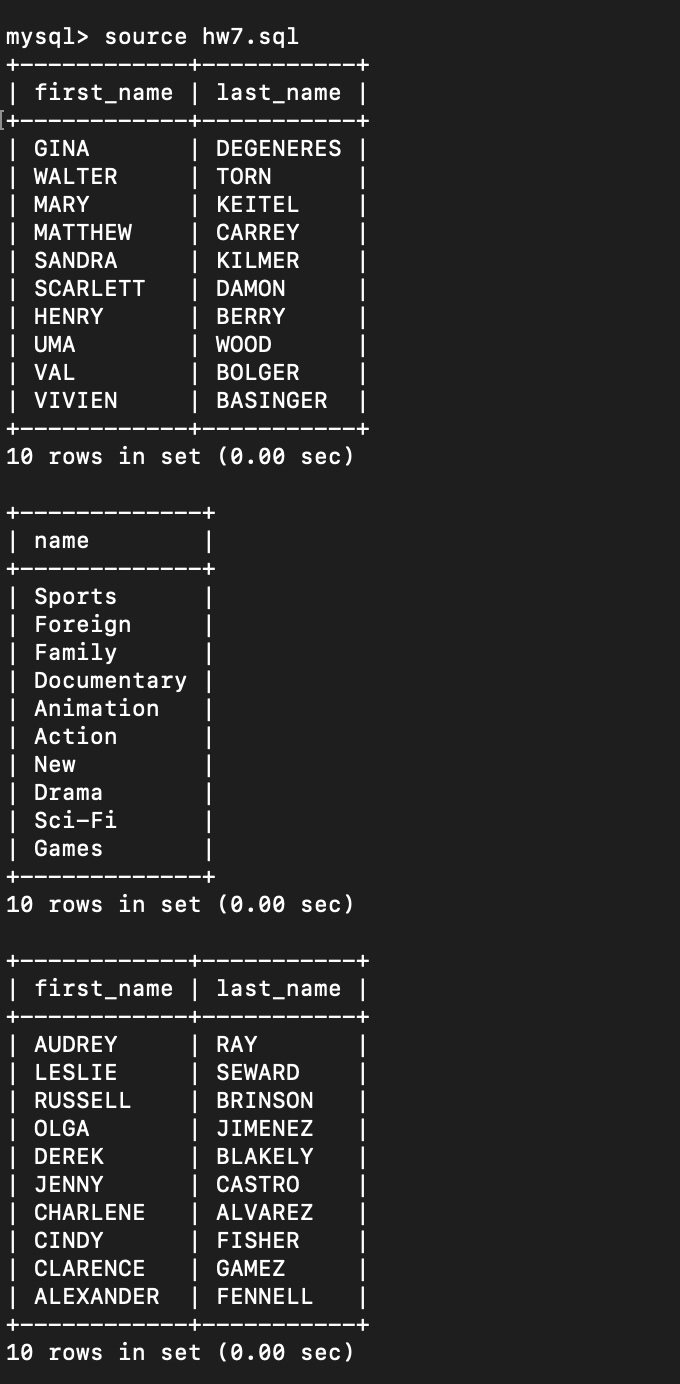 mysql> source hw7.sql
+------------+-----------+
| first_name | last_name |
+------------+-----------+
| GINA       | DEGENERES |
| WALTER     | TORN      |
| MARY       | KEITEL    |
| MATTHEW    | CARREY    |
| SANDRA     | KILMER    |
| SCARLETT   | DAMON     |
| HENRY      | BERRY     |
| UMA        | WOOD      |
| VAL        | BOLGER    |
| VIVIEN     | BASINGER  |
+------------+-----------+
10 rows in set (0.00 sec)

+-------------+
| name        |
+-------------+
| Sports      |
| Foreign     |
| Family      |
| Documentary |
| Animation   |
| Action      |
| New         |
| Drama       |
| Sci-Fi      |
| Games       |
+-------------+
10 rows in set (0.00 sec)

+------------+-----------+
| first_name | last_name |
+------------+-----------+
| AUDREY     | RAY       |
| LESLIE     | SEWARD    |
| RUSSELL    | BRINSON   |
| OLGA       | JIMENEZ   |
| DEREK      | BLAKELY   |
| JENNY      | CASTRO    |
| CHARLENE   | ALVAREZ   |
| CINDY      | FISHER    |
| CLARENCE   | GAMEZ     |
| ALEXANDER  | FENNELL   |
+------------+-----------+
10 rows in set (0.00 sec)